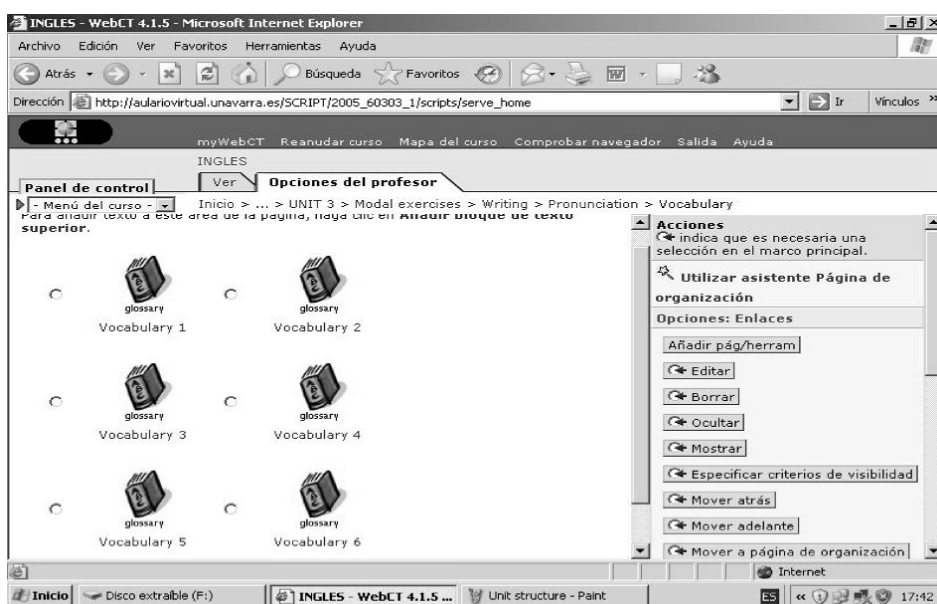 INGLES - WebCT 4.1.5 - Microsoft Internet Explorer
Archivo Edición Ver Favoritos Herramientas Ayuda
Atrás Búsqueda Favoritos
Dirección http://aulariovirtual.unavarra.es/SCRIPT/2005_60303_1/scripts/serve_home Ir Vínculos »
myWebCT Reanudar curso Mapa del curso Comprobar navegador Salida Ayuda
INGLES
Panel de control Ver Opciones del profesor
- Menú del curso - Inicio > ... > UNIT 3 > Modal exercises > Writing > Pronunciation > Vocabulary
Para añadir texto a este área de la página, haga clic en Añadir bloque de texto
superior.
glossary glossary
Vocabulary 1 Vocabulary 2
glossary glossary
Vocabulary 3 Vocabulary 4
glossary glossary
Vocabulary 5 Vocabulary 6
Acciones
indica que es necesaria una
selección en el marco principal.
Utilizar asistente Página de
organización
Opciones: Enlaces
Añadir pág/herram
Editar
Borrar
Ocultar
Mostrar
Especificar criterios de visibilidad
Mover atrás
Mover adelante
Mover a página de organización
Internet
Inicio Disco extraíble (F:) INGLES - WebCT 4.1.5 ... Unit structure - Paint ES « 17:42